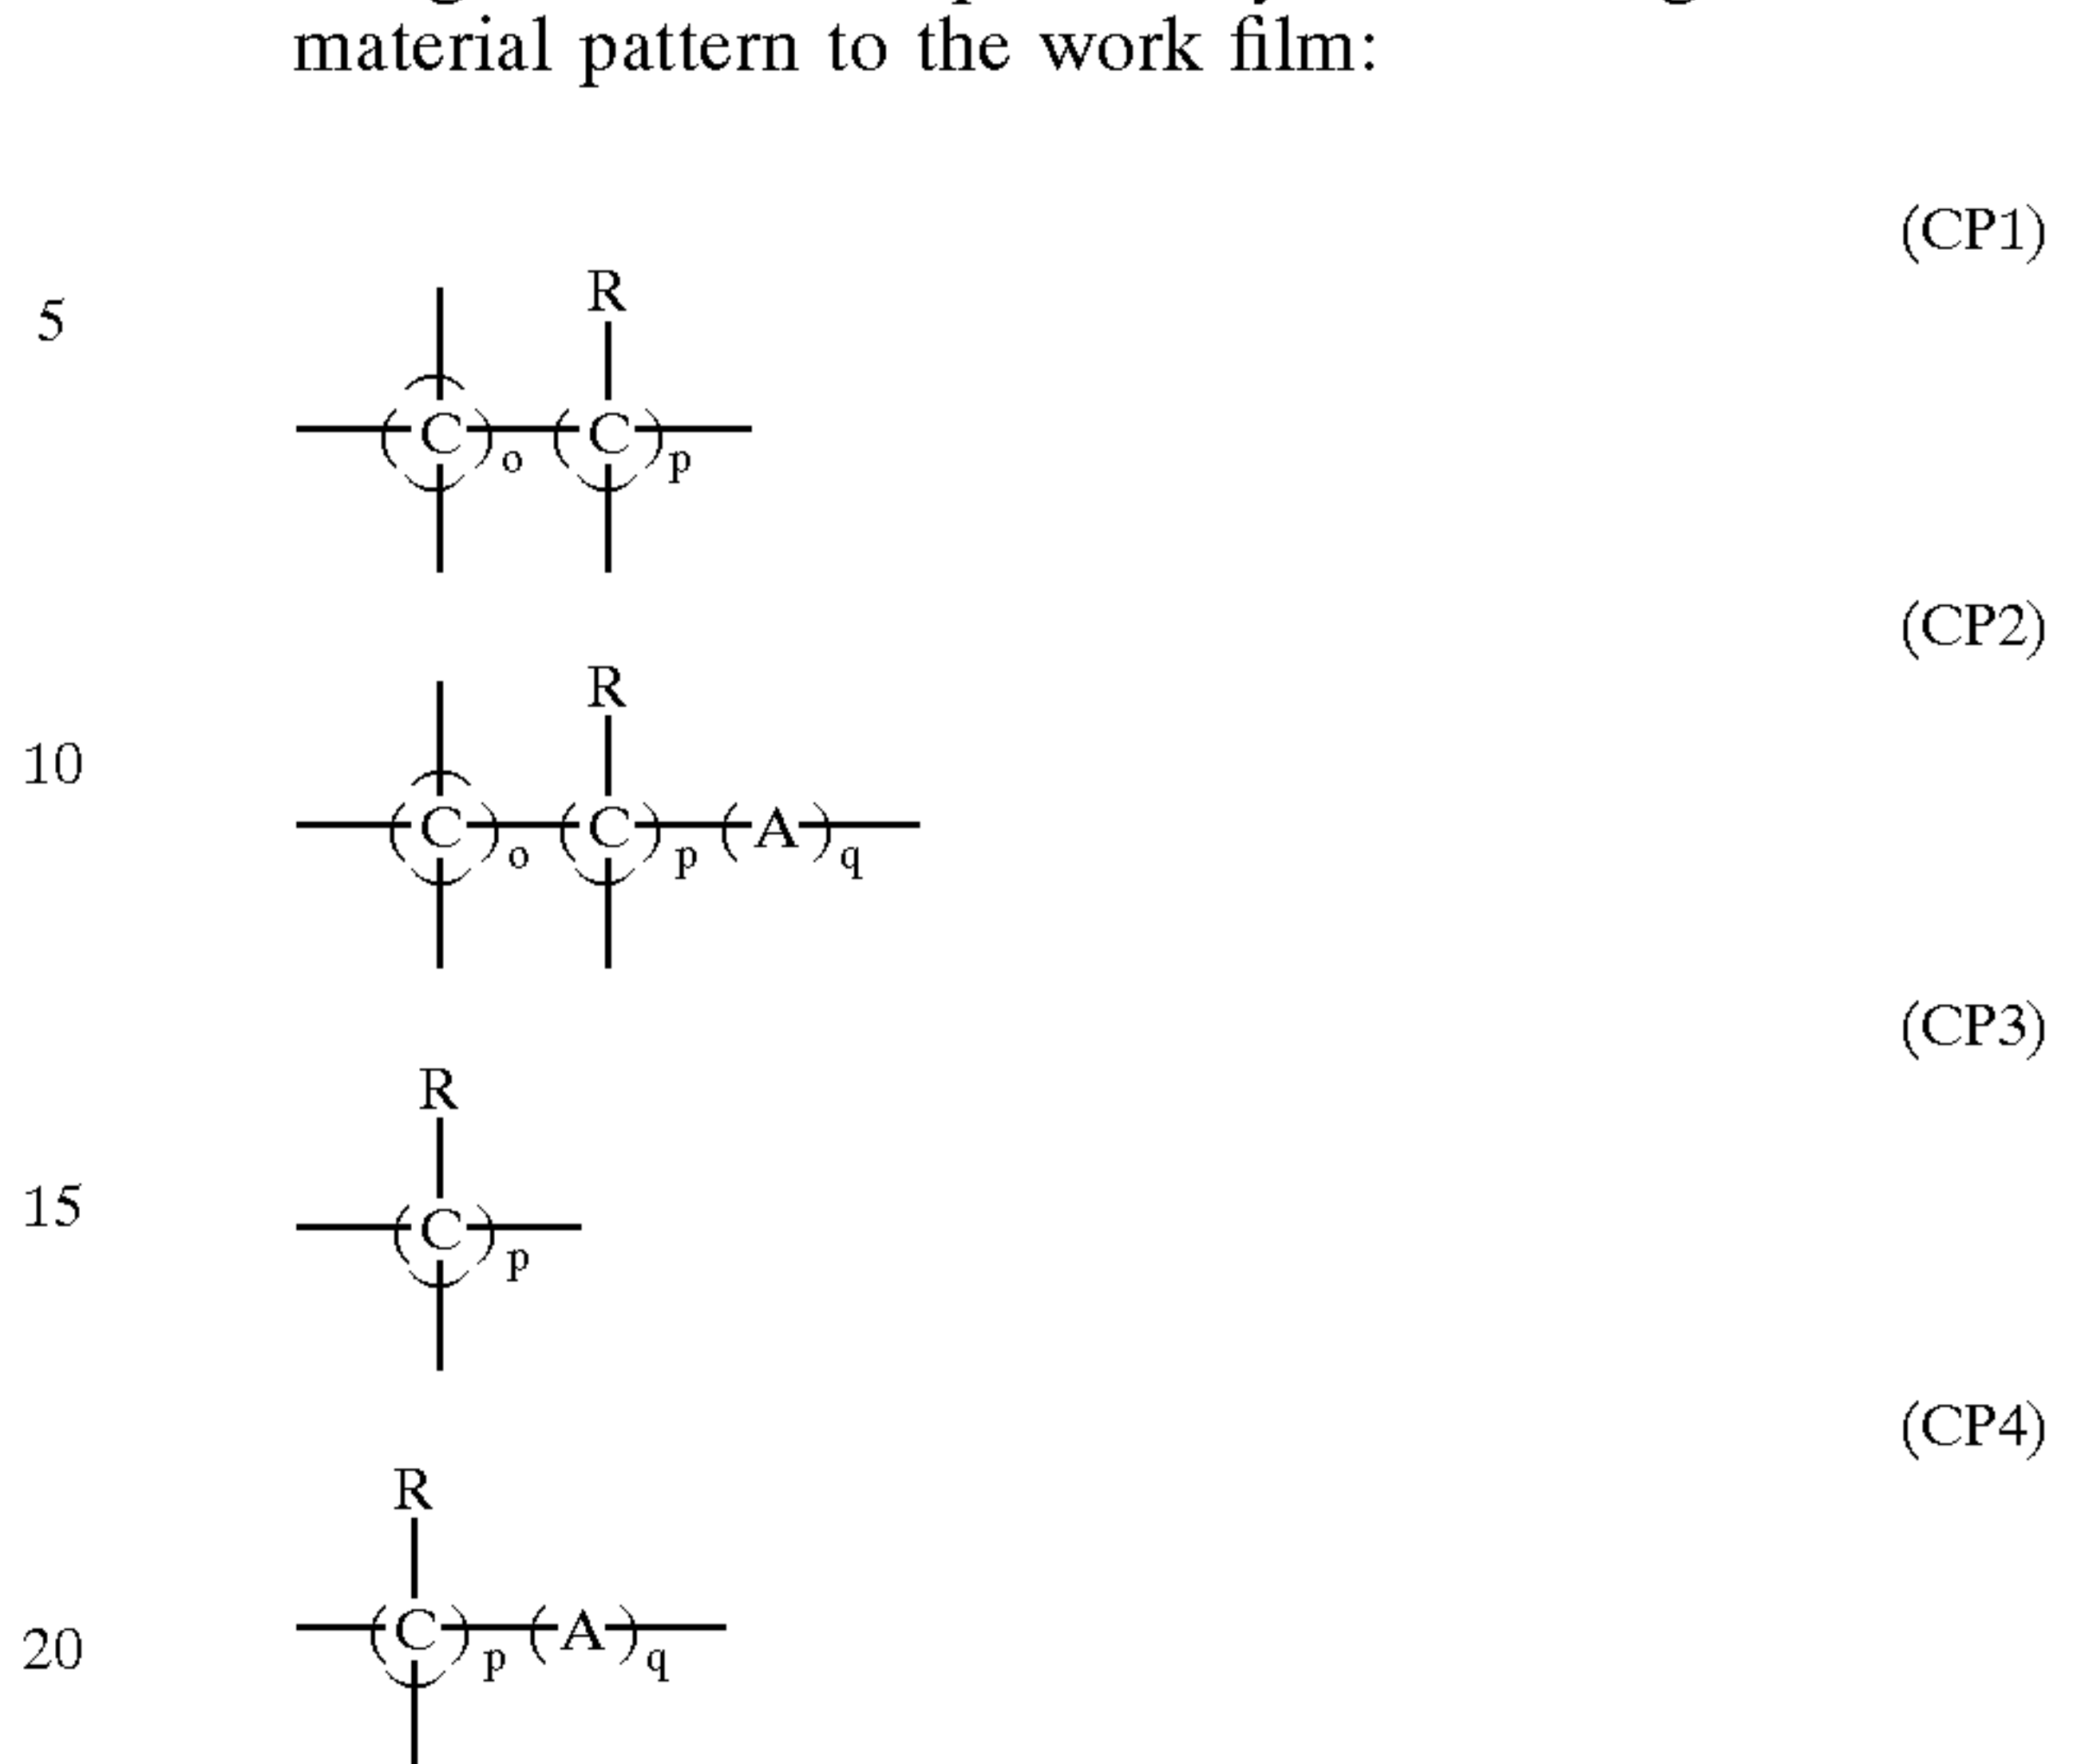 material pattern to the work film:
(CP1)
R
5
C o C p
(CP2)
R
10
C o C p A q
(CP3)
R
15
C p
(CP4)
R
C p A q
20